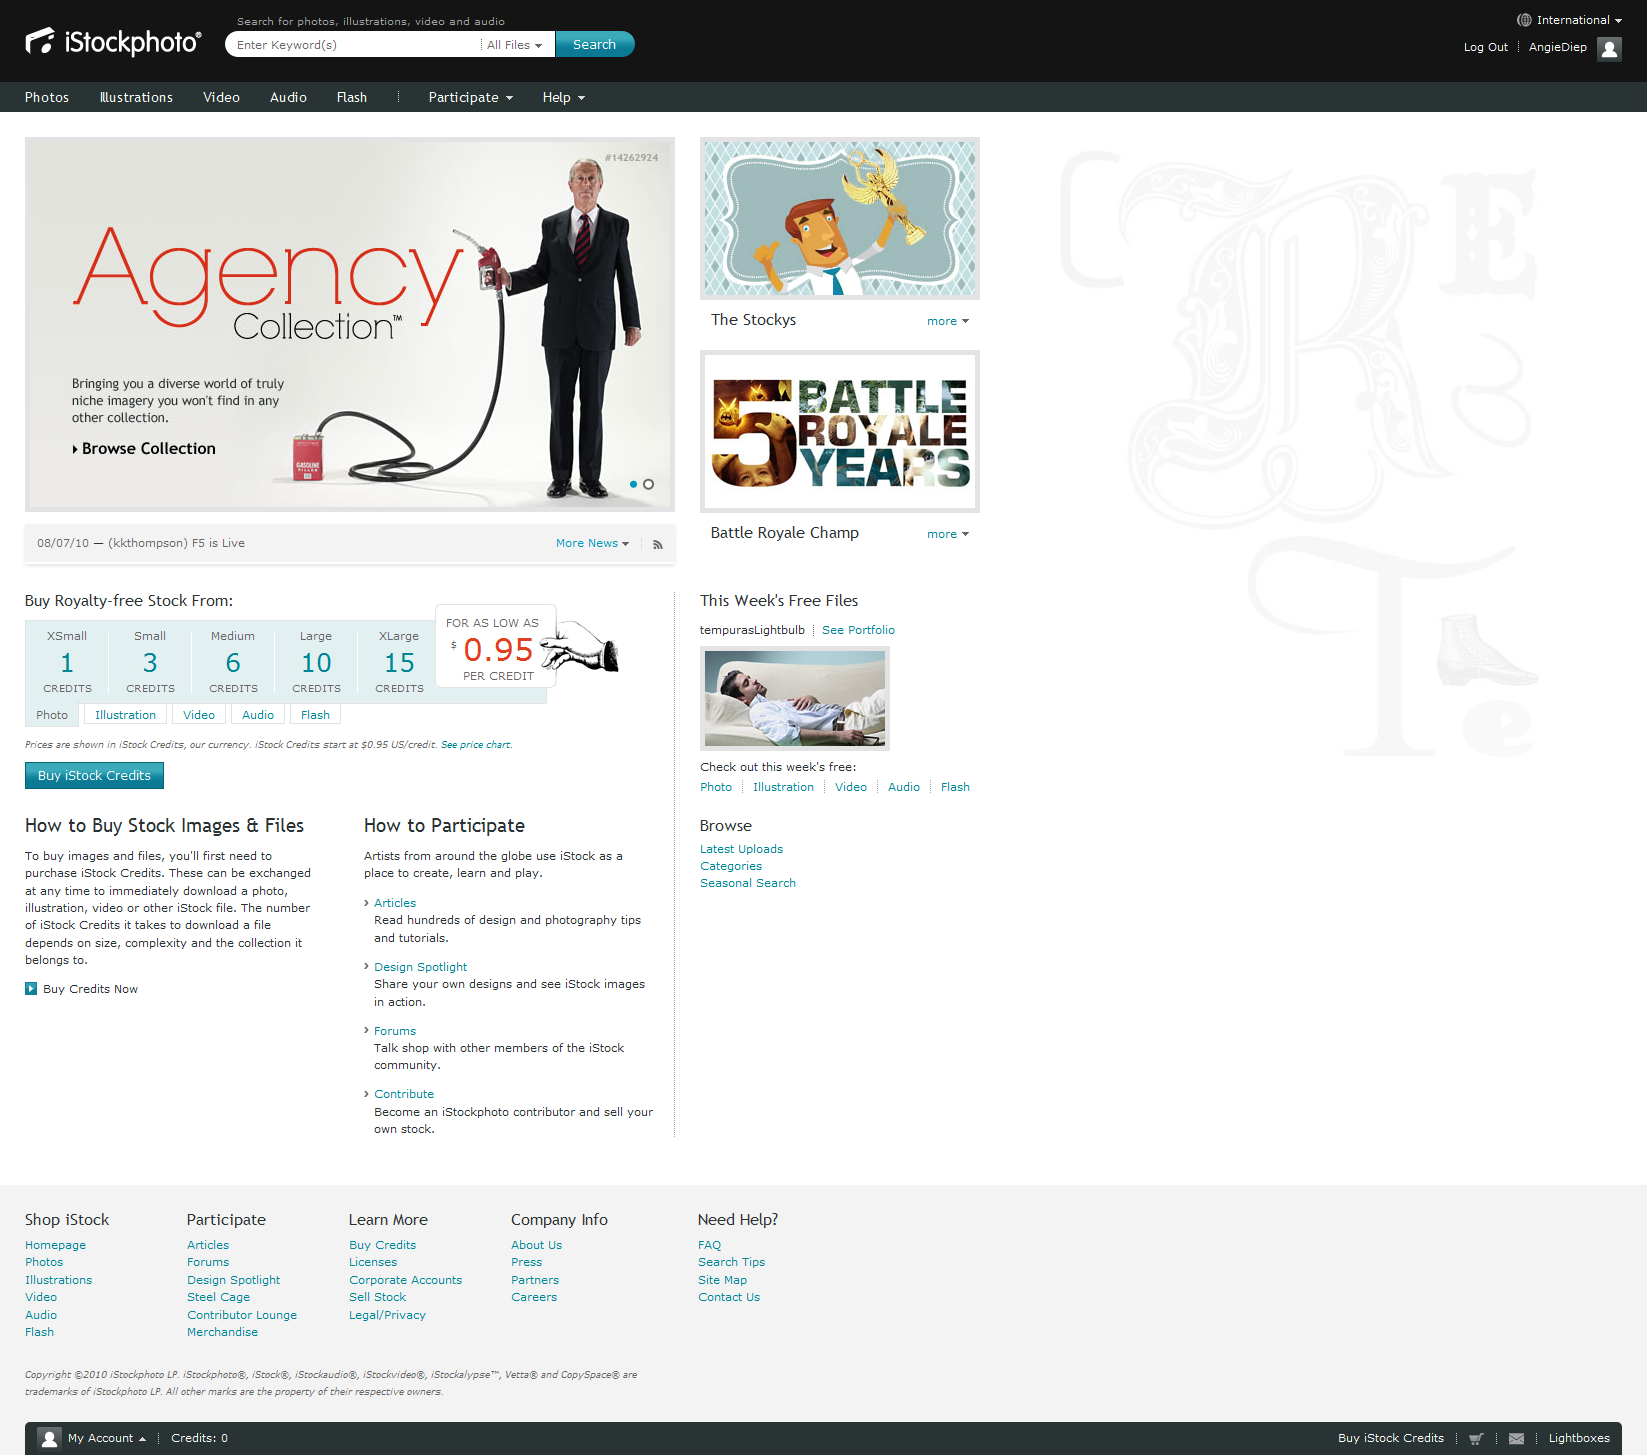 iStockphoto®
Search for photos, illustrations, video and audio
Enter Keyword(s)
All Files
Search
International
Log Out
AngieDiep
Photos
Illustrations
Video
Audio
Flash
Participate
Help
#14262924
Agency
Collection™
Bringing you a diverse world of truly
niche imagery you won't find in any
other collection.
Browse Collection
GASOLINE
The Stockys
more
5 BATTLE
ROYALE
YEARS
Battle Royale Champ
more
08/07/10 — (kkthompson) F5 is Live
More News
Buy Royalty-free Stock From:
XSmall
1
CREDITS
Small
3
CREDITS
Medium
6
CREDITS
Large
10
CREDITS
XLarge
15
CREDITS
FOR AS LOW AS
$ 0.95
PER CREDIT
Photo
Illustration
Video
Audio
Flash
Prices are shown in iStock Credits, our currency. iStock Credits start at $0.95 US/credit. See price chart.
Buy iStock Credits
How to Buy Stock Images & Files
To buy images and files, you'll first need to
purchase iStock Credits. These can be exchanged
at any time to immediately download a photo,
illustration, video or other iStock file. The number
of iStock Credits it takes to download a file
depends on size, complexity and the collection it
belongs to.
Buy Credits Now
How to Participate
Artists from around the globe use iStock as a
place to create, learn and play.
Articles
Read hundreds of design and photography tips
and tutorials.
Design Spotlight
Share your own designs and see iStock images
in action.
Forums
Talk shop with other members of the iStock
community.
Contribute
Become an iStockphoto contributor and sell your
own stock.
This Week's Free Files
tempurasLightbulb
See Portfolio
Check out this week's free:
Photo
Illustration
Video
Audio
Flash
Browse
Latest Uploads
Categories
Seasonal Search
R
E
T
e
Shop iStock
Homepage
Photos
Illustrations
Video
Audio
Flash
Participate
Articles
Forums
Design Spotlight
Steel Cage
Contributor Lounge
Merchandise
Learn More
Buy Credits
Licenses
Corporate Accounts
Sell Stock
Legal/Privacy
Company Info
About Us
Press
Partners
Careers
Need Help?
FAQ
Search Tips
Site Map
Contact Us
Copyright ©2010 iStockphoto LP. iStockphoto®, iStock®, iStockaudio®, iStockvideo®, iStockalypse™, Vetta® and CopySpace® are
trademarks of iStockphoto LP. All other marks are the property of their respective owners.
My Account
Credits: 0
Buy iStock Credits
Lightboxes